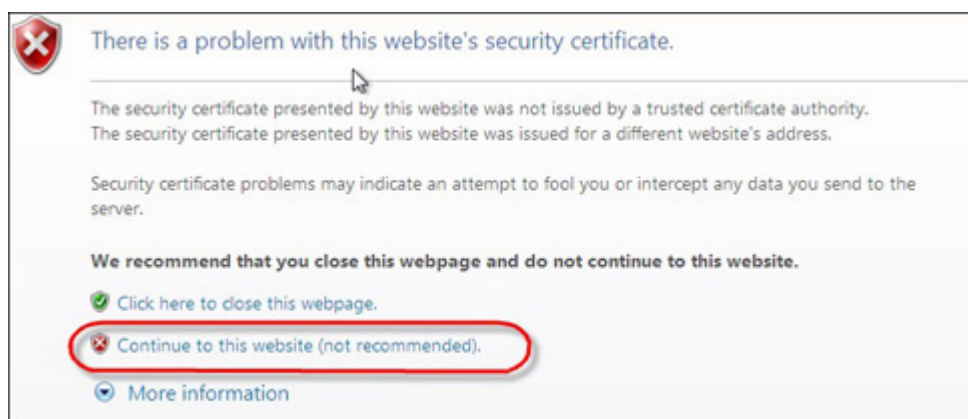 There is a problem with this website's security certificate.
The security certificate presented by this website was not issued by a trusted certificate authority.
The security certificate presented by this website was issued for a different website's address.
Security certificate problems may indicate an attempt to fool you or intercept any data you send to the
server.
We recommend that you close this webpage and do not continue to this website.
Click here to close this webpage.
Continue to this website (not recommended).
More information